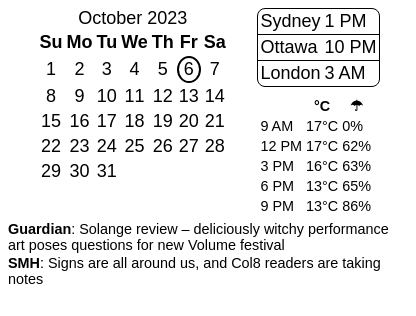 October 2023
Su Mo Tu We Th Fr Sa
1 2 3 4 5 6 7
8 9 10 11 12 13 14
15 16 17 18 19 20 21
22 23 24 25 26 27 28
29 30 31
Sydney 1 PM
Ottawa 10 PM
London 3 AM
°C ☂
9 AM 17°C 0%
12 PM 17°C 62%
3 PM 16°C 63%
6 PM 13°C 65%
9 PM 13°C 86%
Guardian: Solange review – deliciously witchy performance
art poses questions for new Volume festival
SMH: Signs are all around us, and Col8 readers are taking
notes